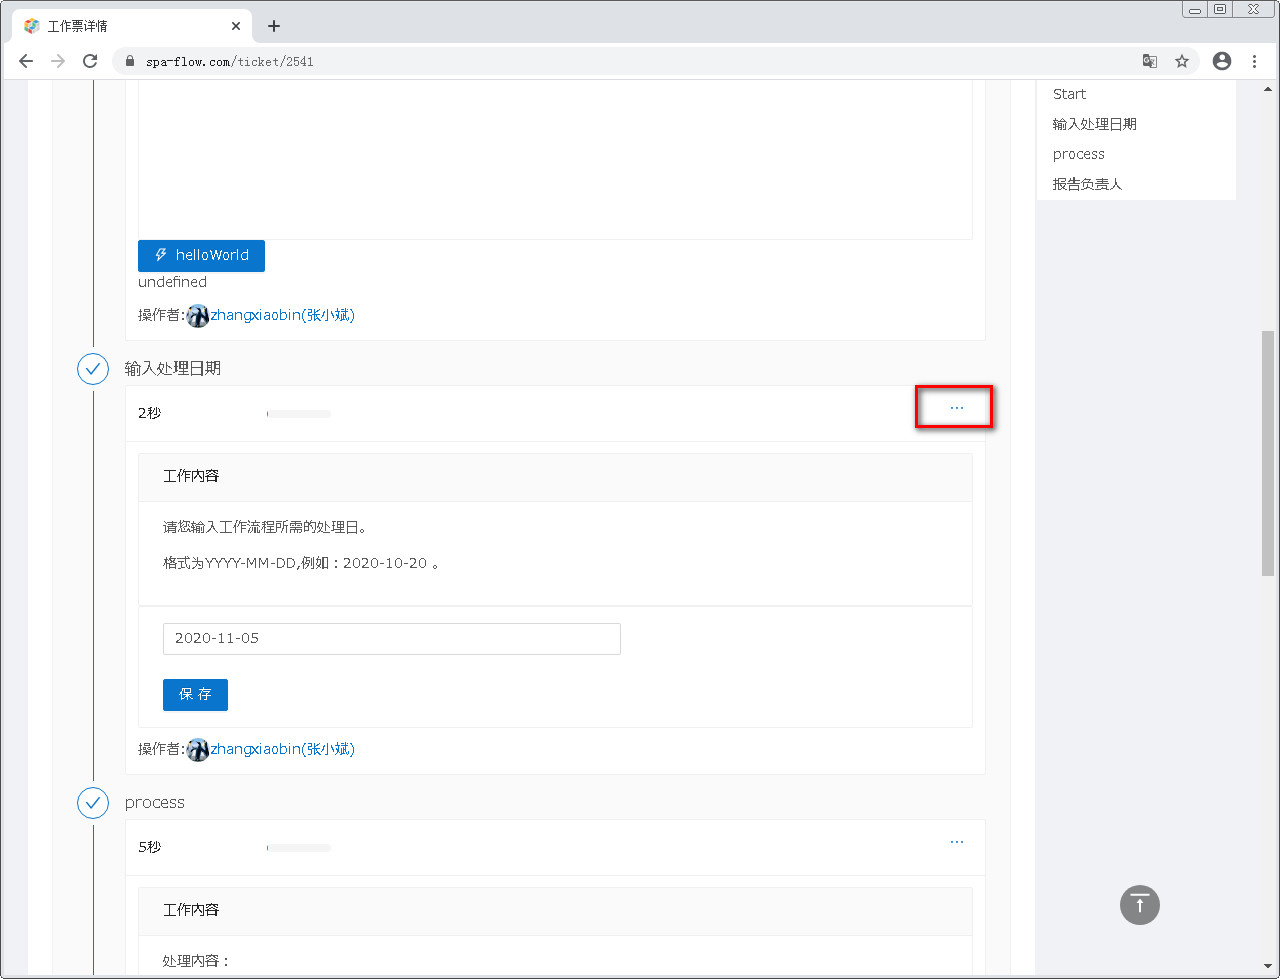 工作票详情
spa-flow.com/ticket/2541
Start
输入处理日期
process
报告负责人
helloWorld
undefined
操作者:zhangxiaobin(张小斌)
输入处理日期
2秒
...
工作内容
请您输入工作流程所需的处理日。
格式为YYYY-MM-DD,例如：2020-10-20 。
2020-11-05
保 存
操作者:zhangxiaobin(张小斌)
process
5秒
...
工作内容
处理内容：